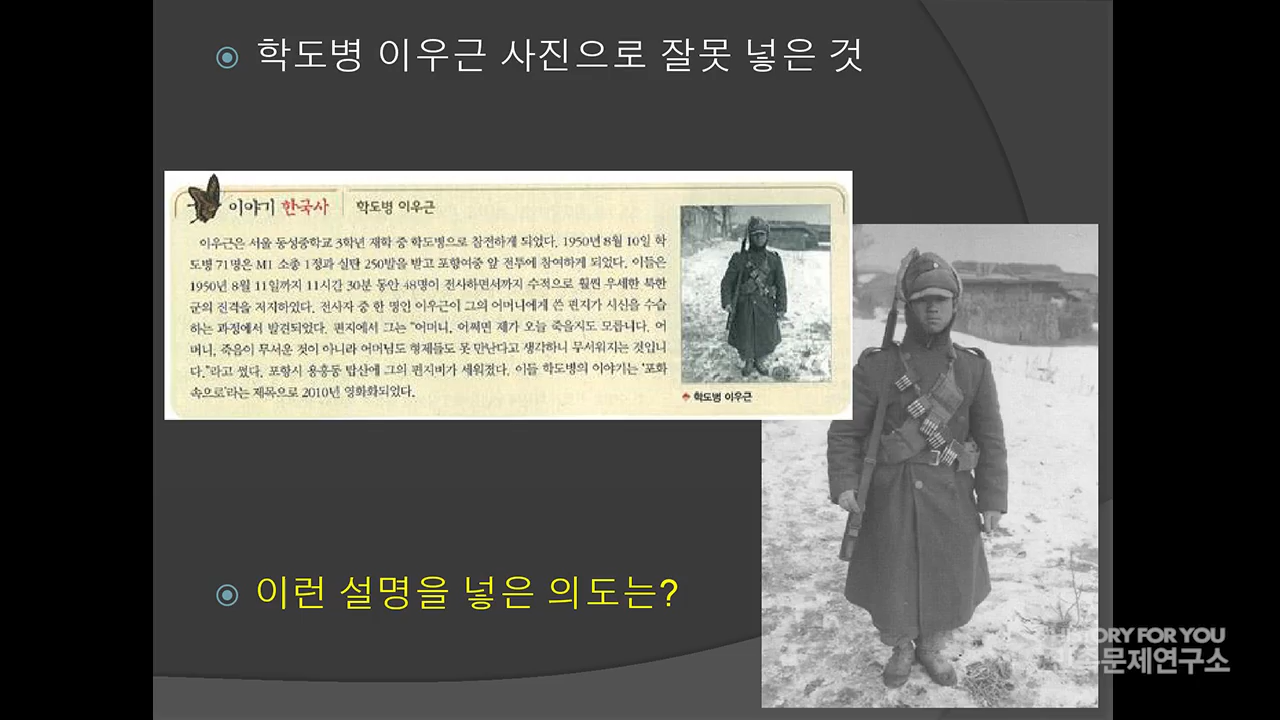 학도병 이우근 사진으로 잘못 넣은 것
이야기 한국사 학도병 이우근
이우근은 서울 동성중학교 3학년 재학 중 학도병으로 참전하게 되었다. 1950년 8월 10일 학
도병 71명은 M1 소총 1정과 실탄 250발을 받고 포항여중 앞 전투에 참여하게 되었다. 이들은
1950년 8월 11일까지 11시간 30분 동안 48명이 전사하면서까지 수적으로 훨씬 우세한 북한
군의 진격을 저지하였다. 전사자 중 한 명인 이우근이 그의 어머니에게 쓴 편지가 시신을 수습
하는 과정에서 발견되었다. 편지에서 그는 "어머니, 어쩌면 제가 오늘 죽을지도 모릅니다. 어
머니, 죽음이 무서운 것이 아니라 어머님도 형제들도 못 만난다고 생각하니 무서워지는 것입니
다."라고 썼다. 포항시 용흥동 탑산에 그의 편지비가 세워졌다. 이들 학도병의 이야기는 '포화
속으로'라는 제목으로 2010년 영화화되었다.
학도병 이우근
이런 설명을 넣은 의도는?
HISTORY FOR YOU
민족문제연구소